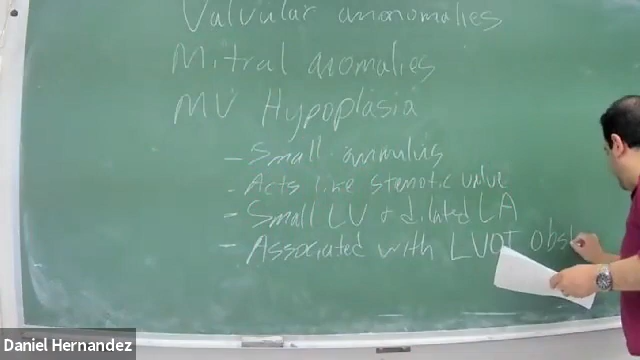 Valvular anomalies
Mitral anomalies
MV Hypoplasia
- Small annulus
- Acts like stenotic valve
- Small LV & dilated LA
- Associated with LVOT obst
Daniel Hernandez